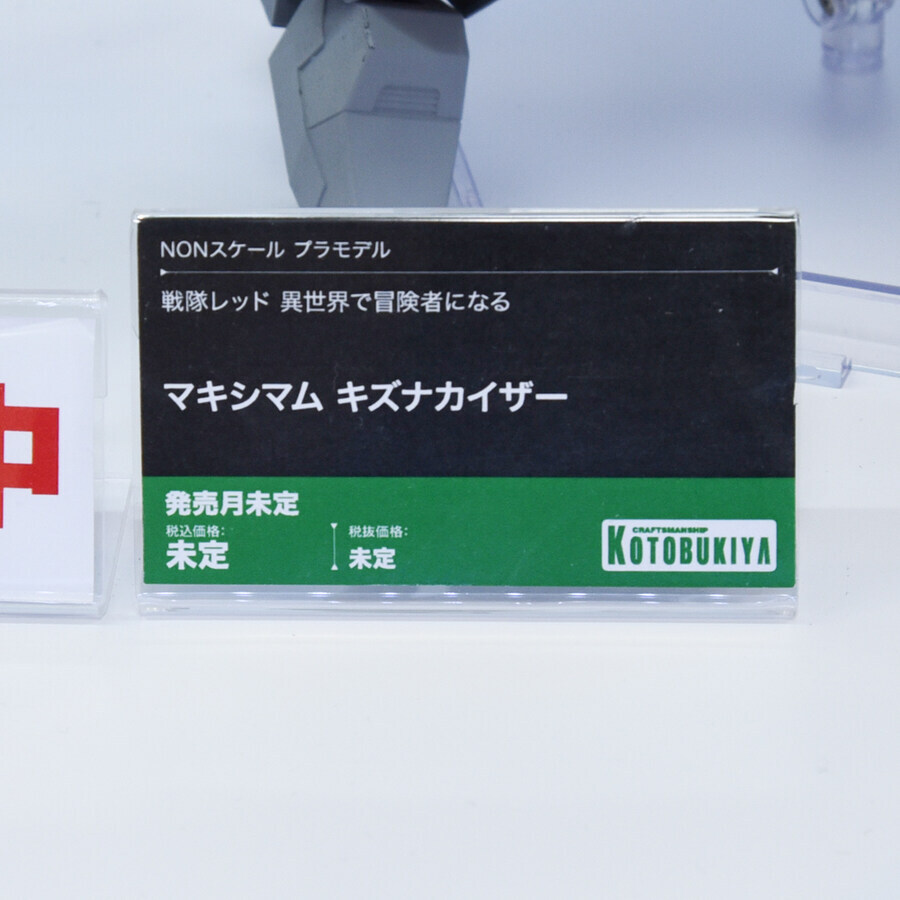 NONスケール プラモデル
戦隊レッド 異世界で冒険者になる
マキシマム キズナカイザー
発売月未定
税込価格:
未定
税抜価格:
未定
CRAFTSMANSHIP
KOTOBUKIYA
中